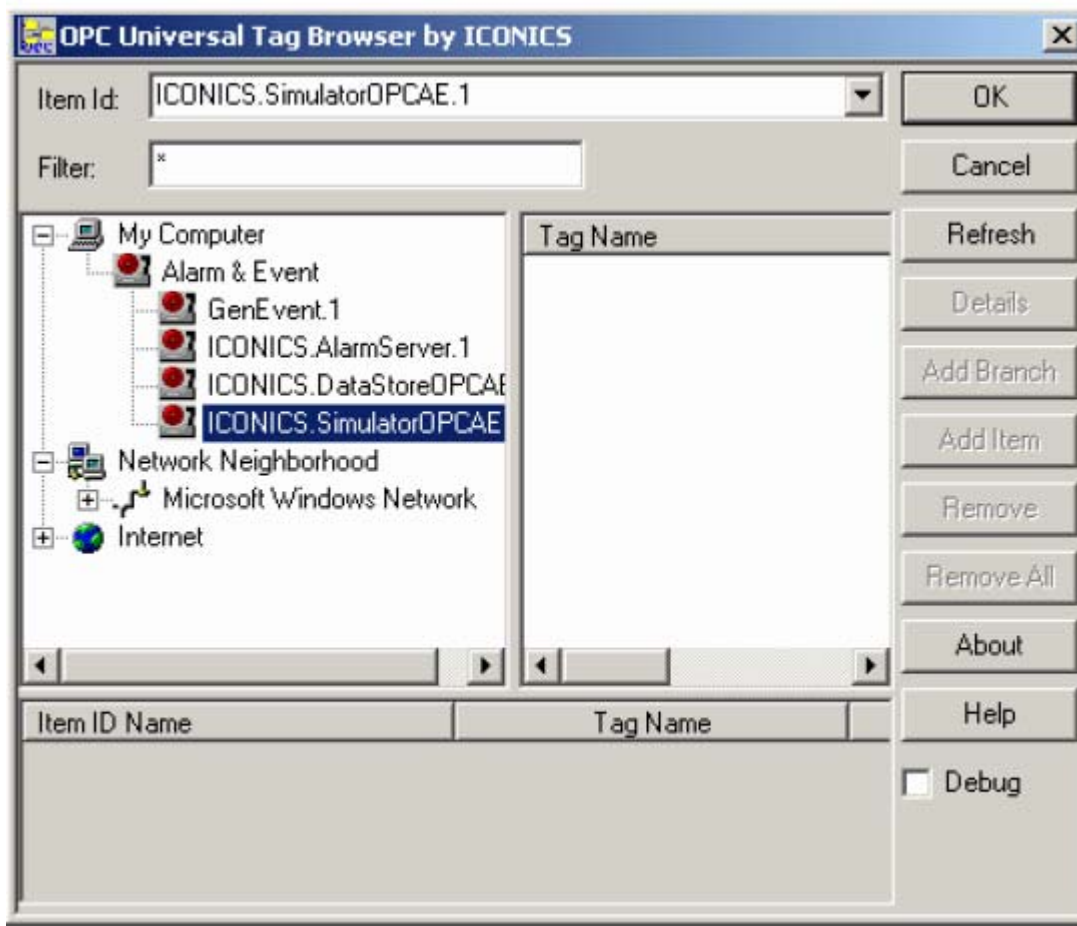 OPC Universal Tag Browser by ICONICS
Item Id: ICONICS.SimulatorOPCAE.1
OK
Filter: *
Cancel
My Computer
Alarm & Event
GenEvent.1
ICONICS.AlarmServer.1
ICONICS.DataStoreOPCAE
ICONICS.SimulatorOPCAE
Network Neighborhood
Microsoft Windows Network
Internet
Tag Name
Refresh
Details
Add Branch
Add Item
Remove
Remove All
About
Help
Debug
Item ID Name Tag Name